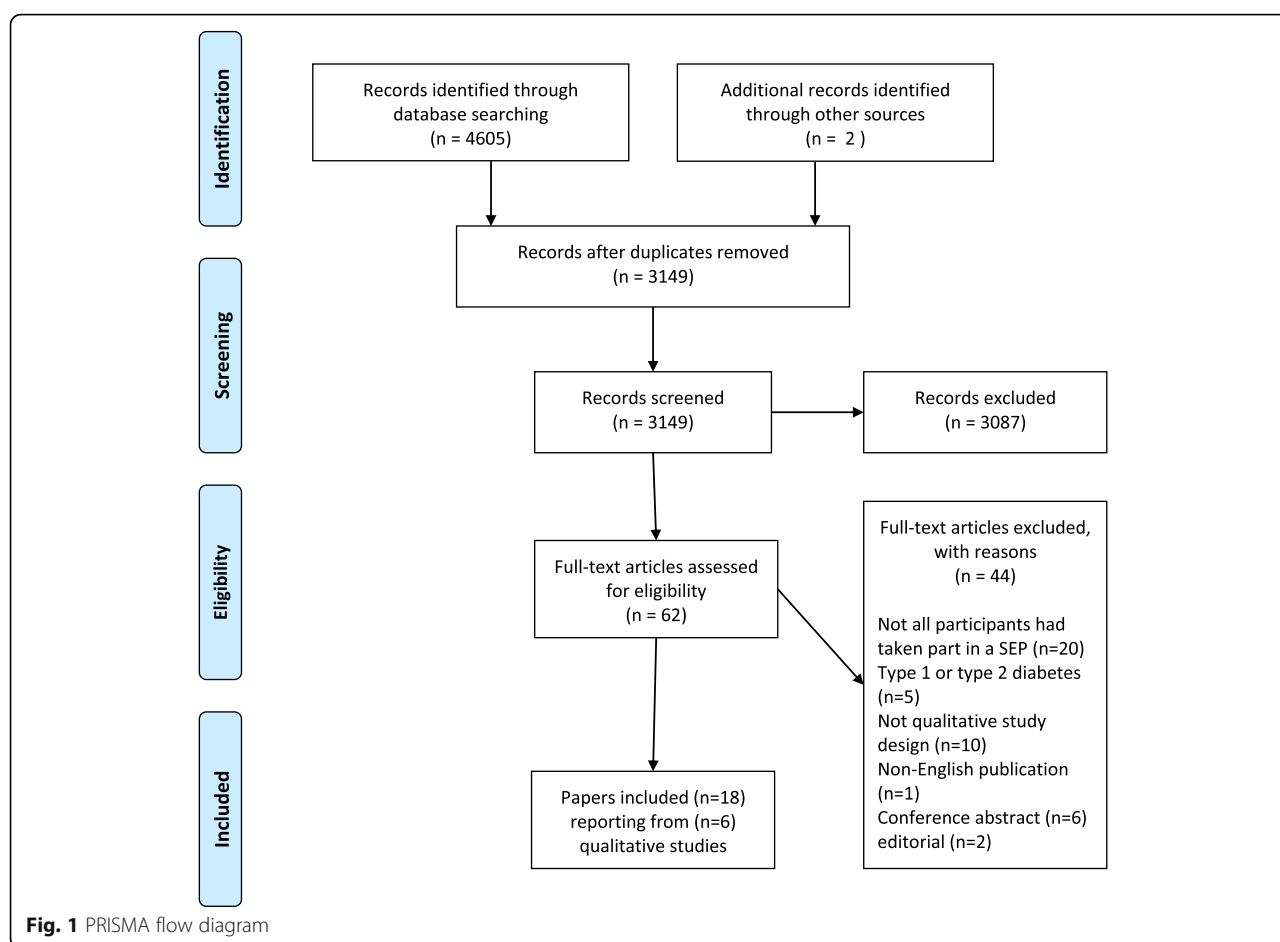 Identification
Records identified through
database searching
(n = 4605)
Additional records identified
through other sources
(n = 2 )
Records after duplicates removed
(n = 3149)
Screening
Records screened
(n = 3149)
Records excluded
(n = 3087)
Eligibility
Full-text articles assessed
for eligibility
(n = 62)
Full-text articles excluded,
with reasons
(n = 44)
Not all participants had
taken part in a SEP (n=20)
Type 1 or type 2 diabetes
(n=5)
Not qualitative study
design (n=10)
Non-English publication
(n=1)
Conference abstract (n=6)
editorial (n=2)
Included
Papers included (n=18)
reporting from (n=6)
qualitative studies
Fig. 1 PRISMA flow diagram